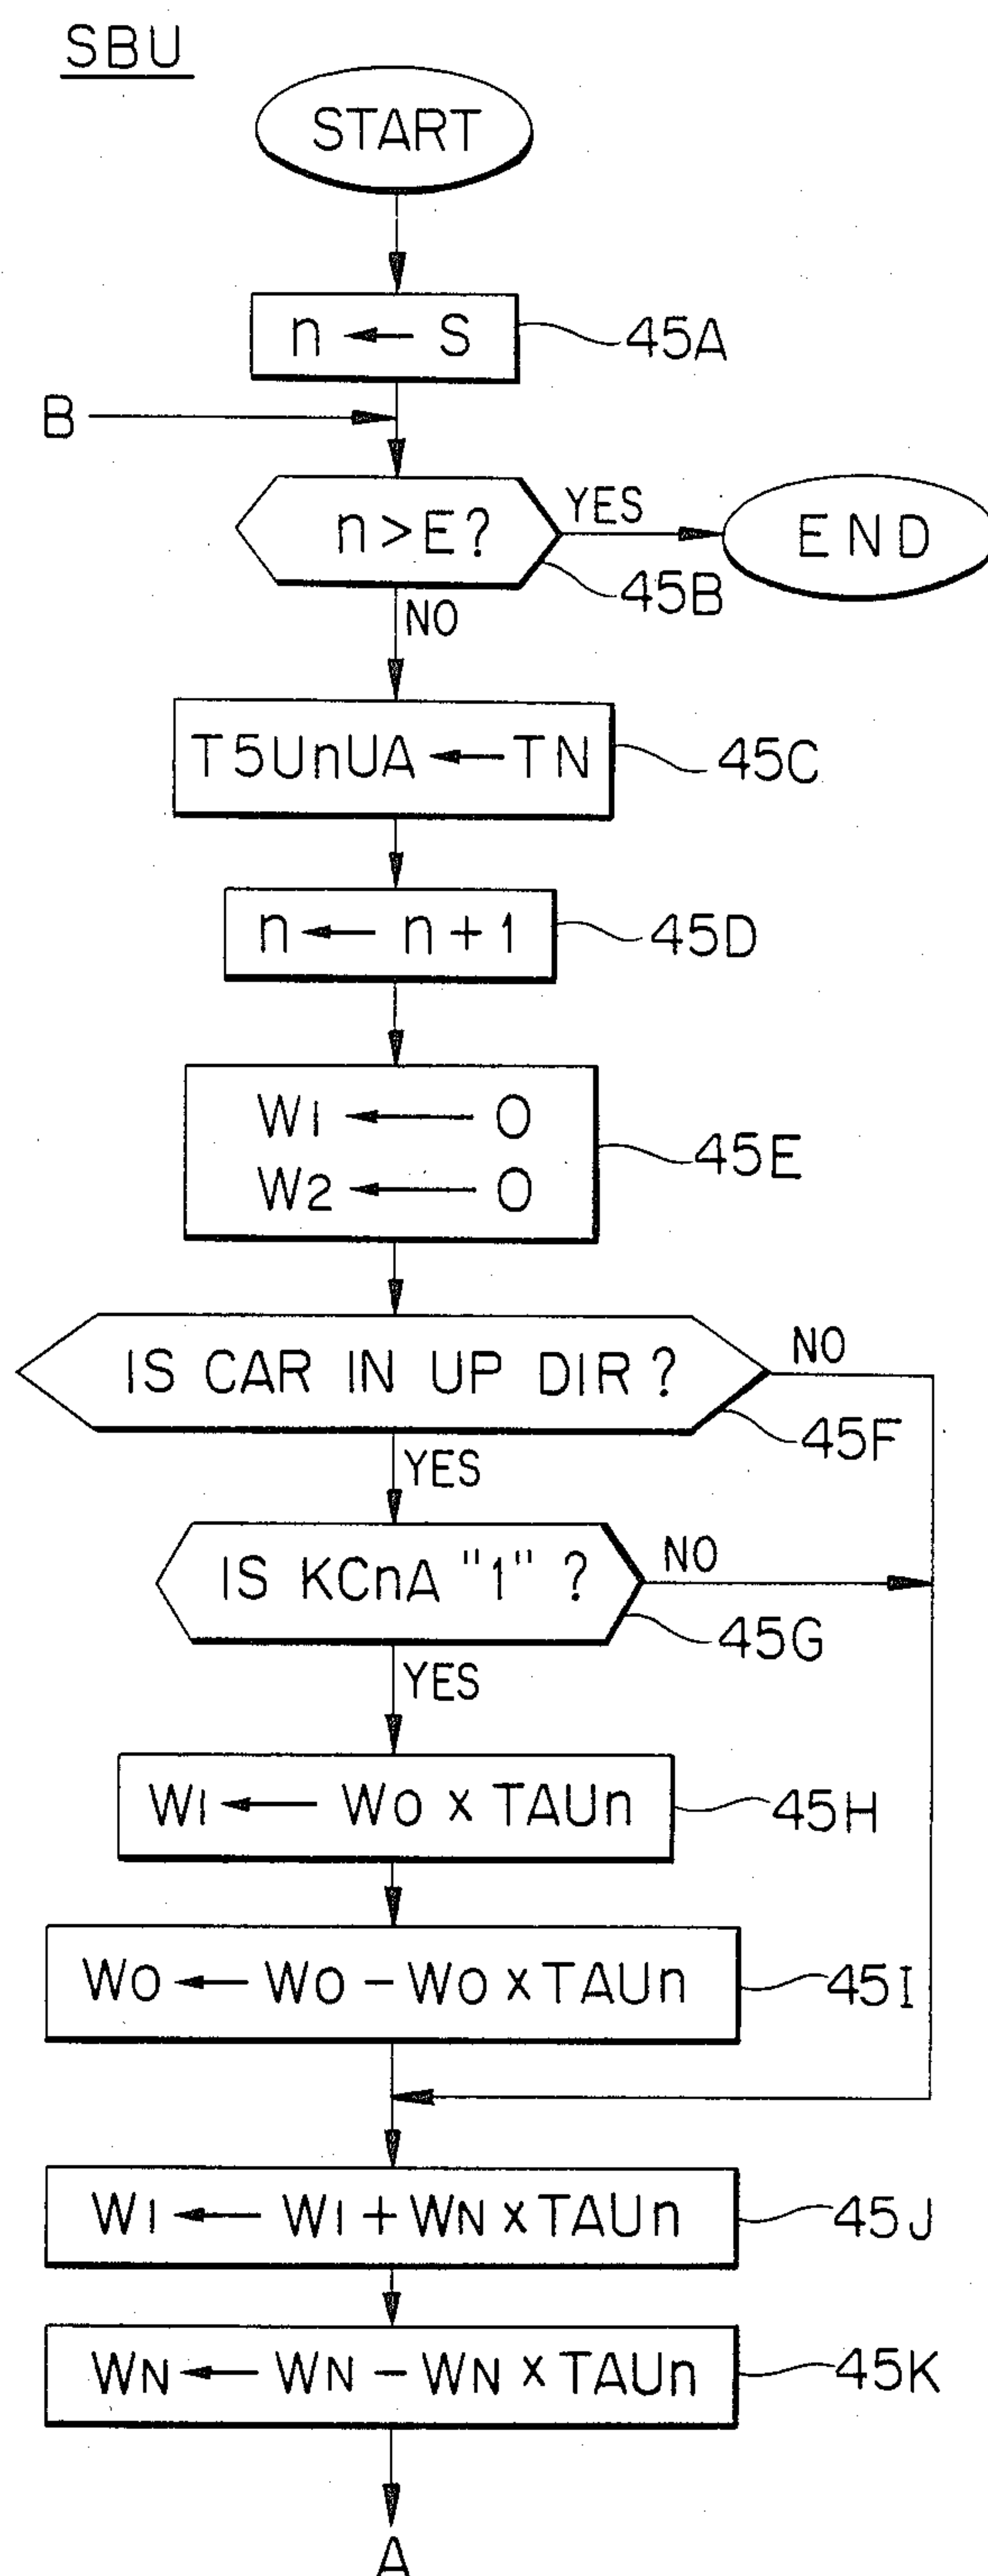 SBU
START
n ← S
45A
B
n>E?
YES
END
45B
NO
T5UnUA ← TN
45C
n ← n+1
45D
W1 ← 0
W2 ← 0
45E
IS CAR IN UP DIR ?
NO
45F
YES
IS KCnA "1" ?
NO
45G
YES
W1 ← W0 x TAUn
45H
W0 ← W0 - W0 x TAUn
45I
W1 ← W1 + WN x TAUn
45J
WN ← WN - WN x TAUn
45K
A